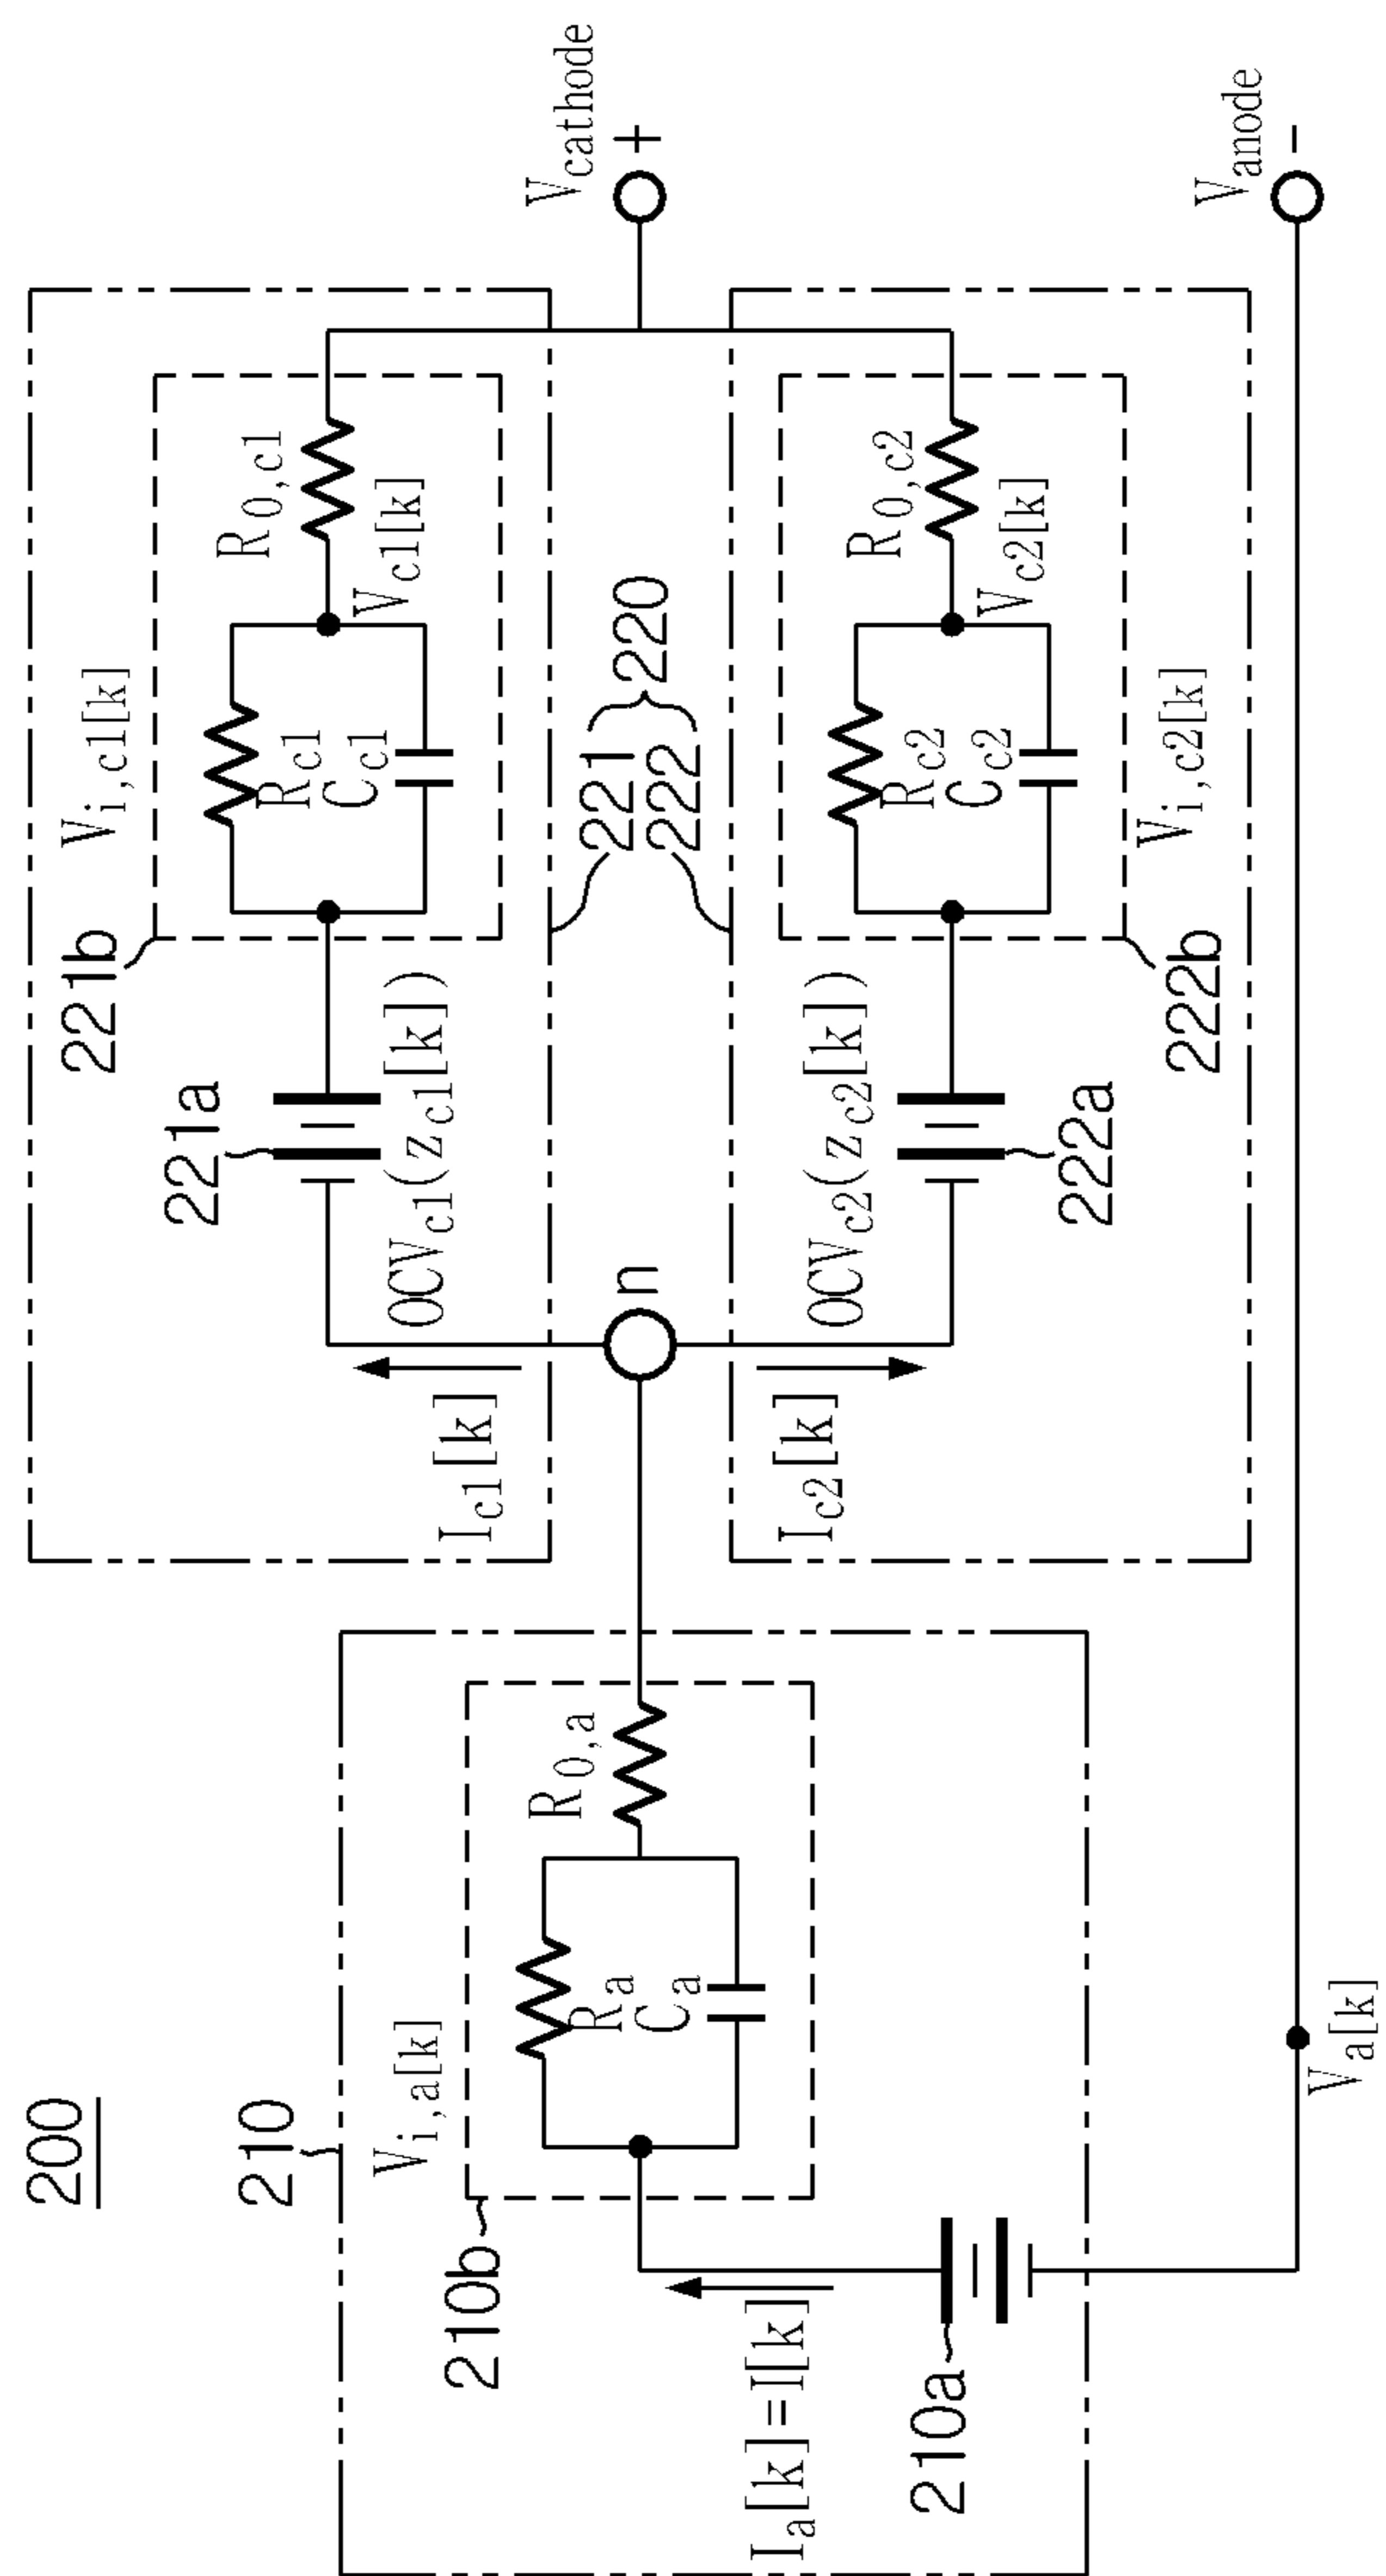 200
210
V_i,a[k]
210b
R_a
C_a
R_0,a
I_a[k]=I[k]
210a
V_a[k]
221b
V_i,c1[k]
221a
R_c1
C_c1
R_0,c1
V_c1[k]
OCV_c1(z_c1[k])
I_c1[k]
n
221
222
220
I_c2[k]
OCV_c2(z_c2[k])
R_c2
C_c2
R_0,c2
V_c2[k]
222a
222b
V_i,c2[k]
V_cathode
+
V_anode
-